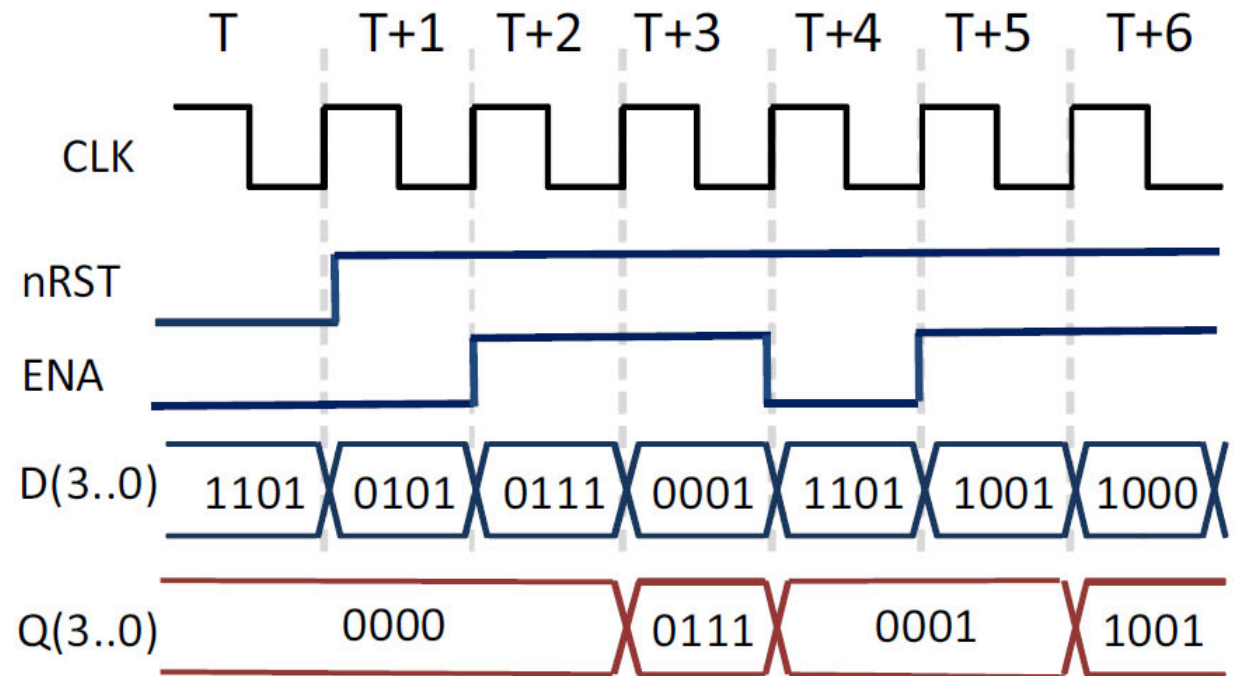 T T+1 T+2 T+3 T+4 T+5 T+6
CLK
nRST
ENA
D(3..0) 1101 0101 0111 0001 1101 1001 1000
Q(3..0) 0000 0111 0001 1001